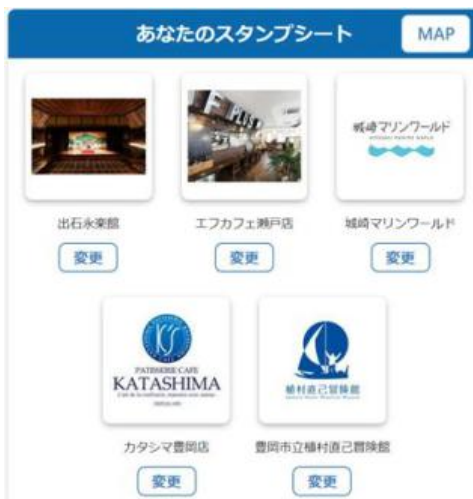 あなたのスタンプシート
MAP
出石永楽館
変更
F PLUS
エフカフェ瀬戸店
変更
城崎マリンワールド
城崎マリンワールド
変更
K'S
PATISSERIE CAFE
KATASHIMA
カタシマ豊岡店
変更
植村直己冒険館
豊岡市立植村直己冒険館
変更